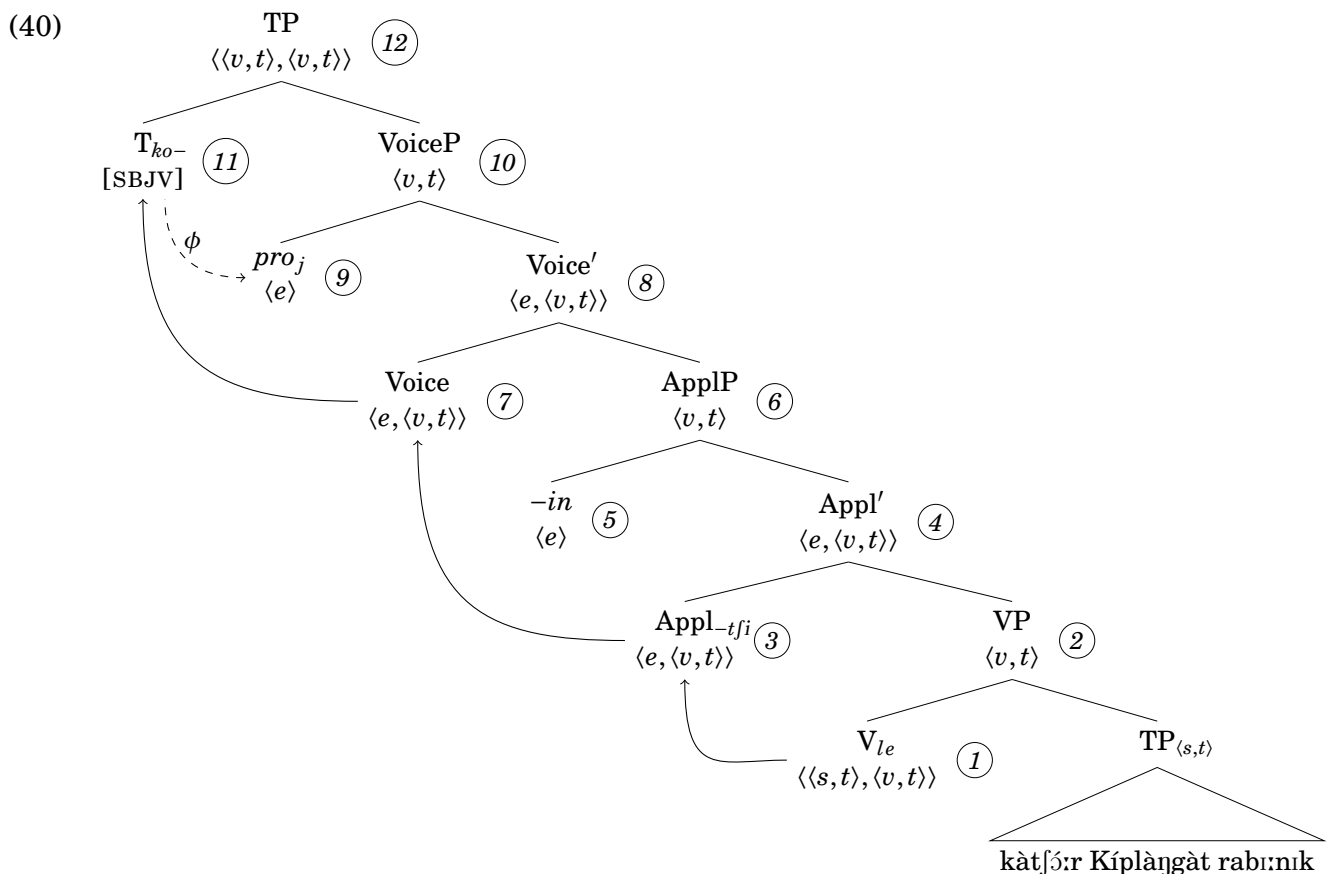 (40)
TP
⟨⟨v,t⟩,⟨v,t⟩⟩ 12
T_ko− 11 VoiceP 10
[SBJV] ⟨v,t⟩
ϕ
pro_j 9 Voice′ 8
⟨e⟩ ⟨e,⟨v,t⟩⟩
Voice 7 ApplP 6
⟨e,⟨v,t⟩⟩ ⟨v,t⟩
−in 5 Appl′ 4
⟨e⟩ ⟨e,⟨v,t⟩⟩
Appl_−tʃi 3 VP 2
⟨e,⟨v,t⟩⟩ ⟨v,t⟩
V_le 1 TP_⟨s,t⟩
⟨⟨s,t⟩,⟨v,t⟩⟩
kàtʃɔ́ːr Kíplàŋgàt rabɪːnɪk